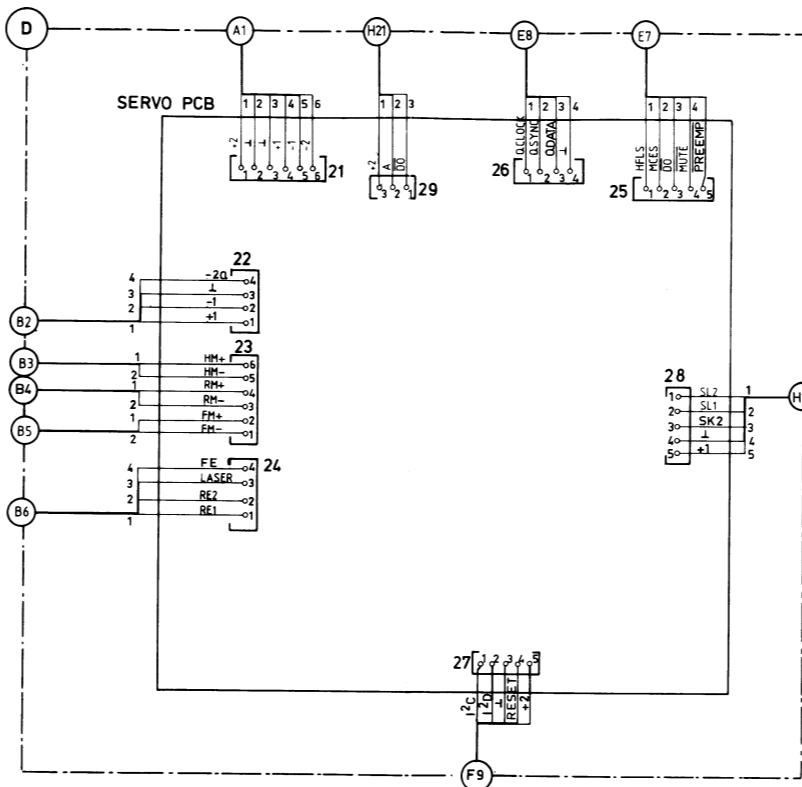 D A1 H21 E8 E7
SERVO PCB
1 2 3 4 5 6
+2 ⊥ ⊥ +1 -1 -2
1 2 3 4 5 6 21
1 2 3
+2 A D̅O̅
3 2 1 29
1 2 3 4
QCLOCK QSYNC QDATA ⊥
26 1 2 3 4
1 2 3 4
HFLS MCES D̅O̅ M̅U̅T̅E̅ P̅R̅E̅E̅M̅P̅
25 1 2 3 4 5
22
4 -20 4
3 ⊥ 3
2 -1 2
B2 1 +1 1
23
B3 1 HM+ 6
2 HM- 5
B4 1 RM+ 4
2 RM- 3
B5 1 FM+ 2
2 FM- 1
24
4 FE 4
3 LASER 3
2 RE2 2
B6 1 RE1 1
28
1 SL2 1
2 SL1 2
3 SK2 3
4 ⊥ 4
5 +1 5
H
27 1 2 3 4 5
I²C I²D ⊥ R̅E̅S̅E̅T̅ +2
F9